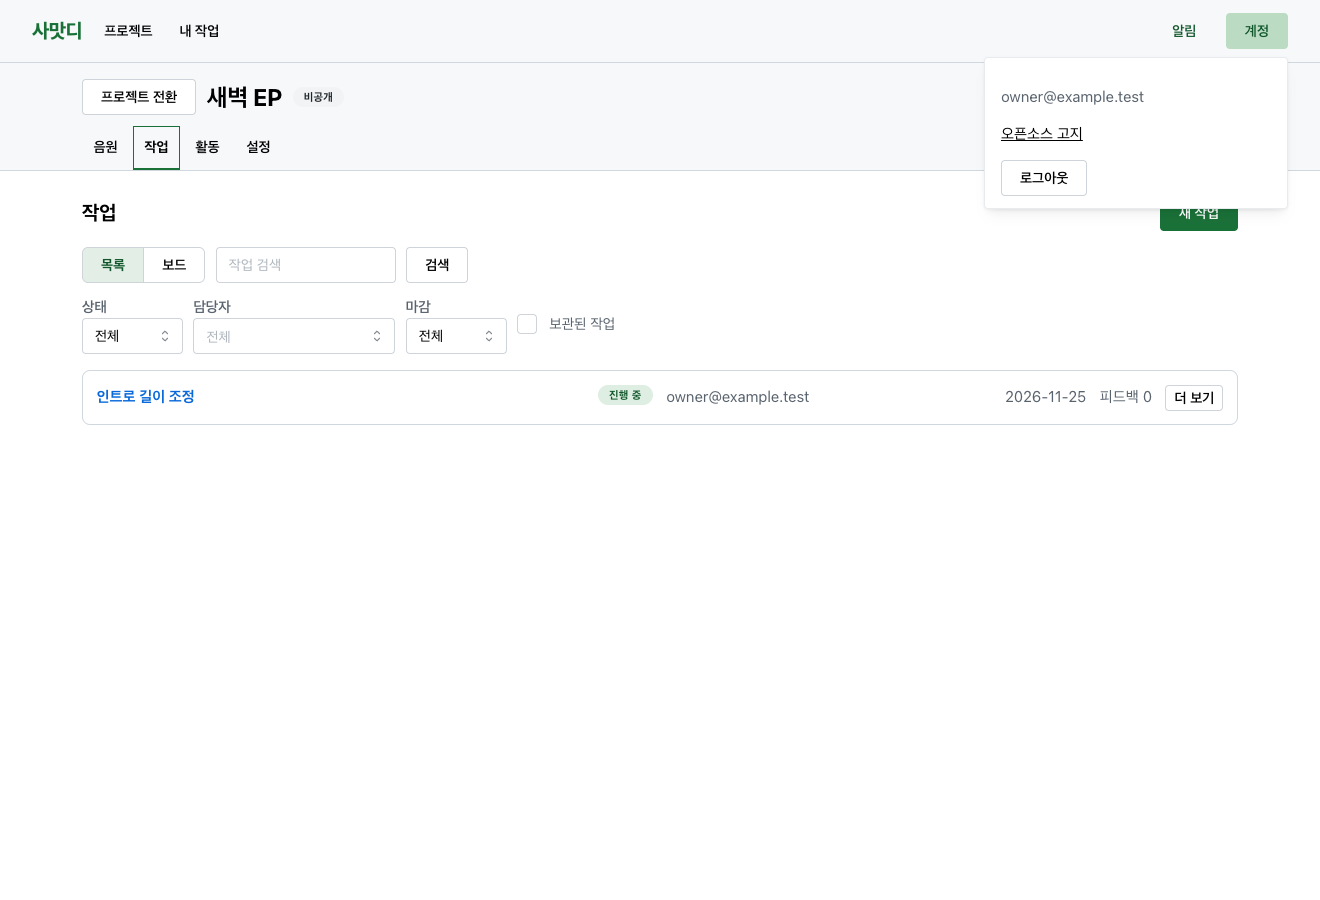 사맛디 프로젝트 내 작업 알림 계정
owner@example.test
오픈소스 고지
로그아웃
프로젝트 전환 새벽 EP 비공개
음원 작업 활동 설정
작업 새 작업
목록 보드 작업 검색 검색
상태 담당자 마감
전체 전체 전체 보관된 작업
인트로 길이 조정 진행 중 owner@example.test 2026-11-25 피드백 0 더 보기